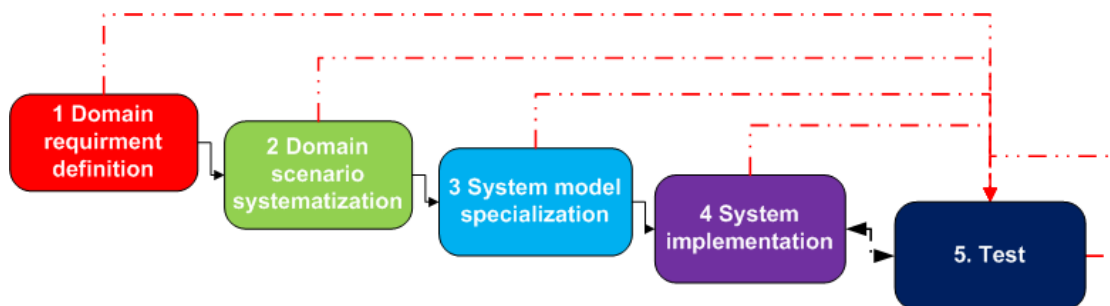 1 Domain
requirment
definition
2 Domain
scenario
systematization
3 System model
specialization
4 System
implementation
5. Test